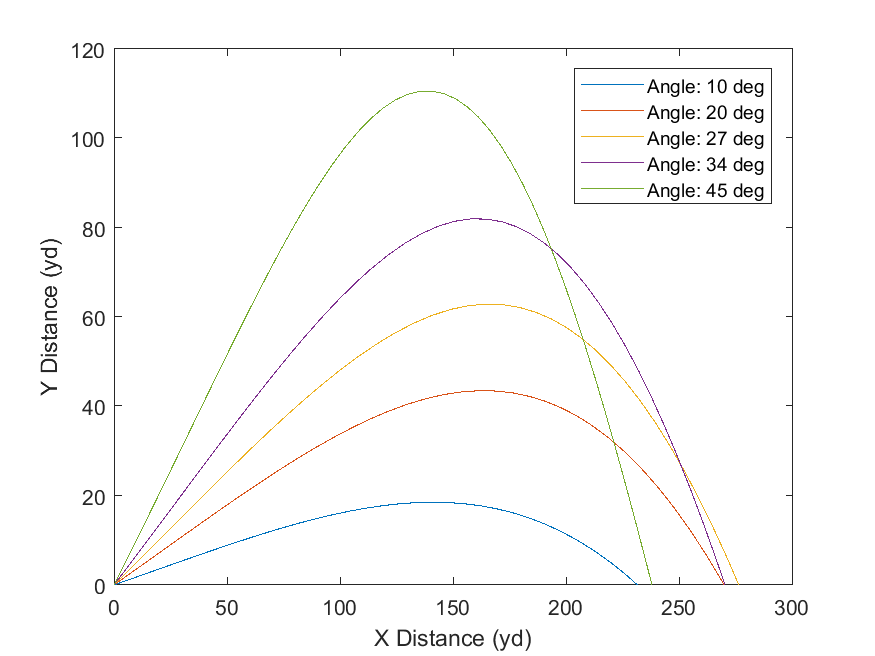 120
100
80
60
40
20
0
Y Distance (yd)
Angle: 10 deg
Angle: 20 deg
Angle: 27 deg
Angle: 34 deg
Angle: 45 deg
0 50 100 150 200 250 300
X Distance (yd)